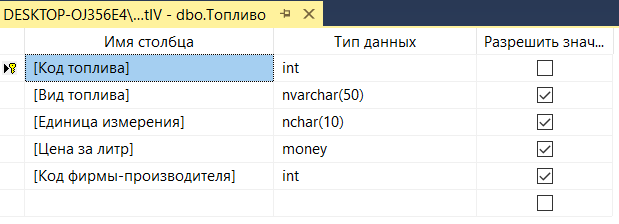 DESKTOP-OJ356E4\...tIV - dbo.Топливо
Имя столбца Тип данных Разрешить знач...
[Код топлива] int
[Вид топлива] nvarchar(50)
[Единица измерения] nchar(10)
[Цена за литр] money
[Код фирмы-производителя] int